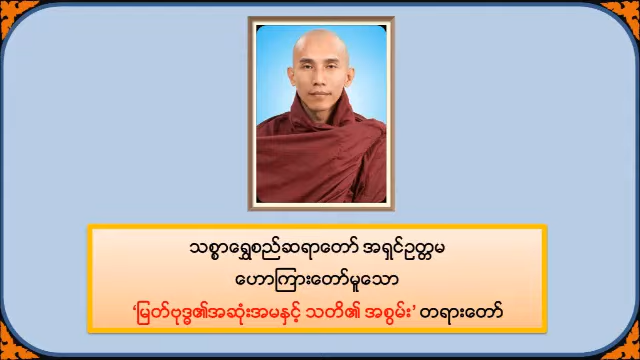 သစ္စာရွှေစည်ဆရာတော် အရှင်ဥတ္တမ
ဟောကြားတော်မူသော
‘မြတ်ဗုဒ္ဓ၏အဆုံးအမနှင့် သတိ၏ အစွမ်း’ တရားတော်